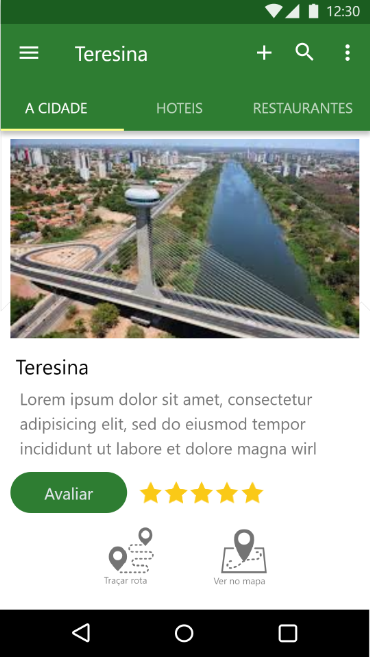 12:30
Teresina
A CIDADE HOTEIS RESTAURANTES
Teresina
Lorem ipsum dolor sit amet, consectetur
adipisicing elit, sed do eiusmod tempor
incididunt ut labore et dolore magna wirl
Avaliar
Traçar rota Ver no mapa